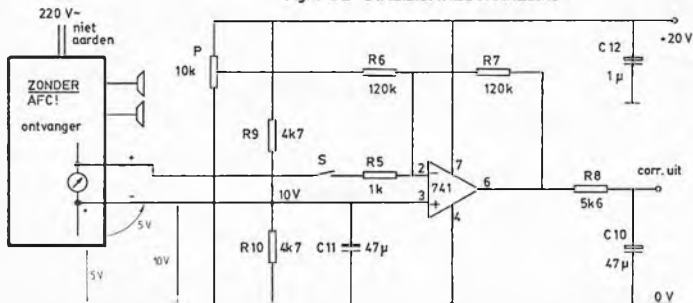 220 V~
niet
aarden
ZONDER
AFC!
ontvanger
+
-
+
5V
5V
10V
P
10k
R9
4k7
10V
R10
4k7
C11
47µ
S
R5
1k
R6
120k
R7
120k
2
-
3
+
741
7
6
4
R8
5k6
C12
1µ
+20V
corr. uit
C10
47µ
0 V